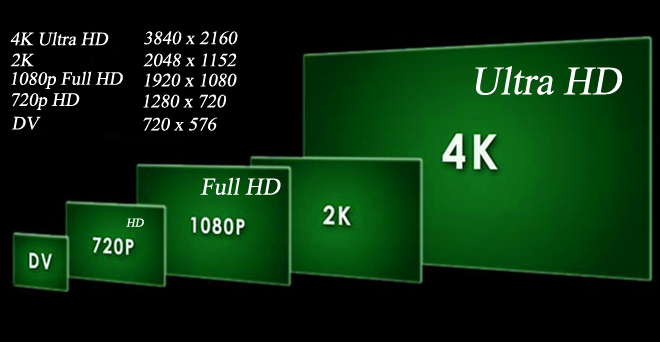 4K Ultra HD 3840 x 2160
2K 2048 x 1152
1080p Full HD 1920 x 1080
720p HD 1280 x 720
DV 720 x 576
Ultra HD
4K
Full HD
1080P
2K
HD
720P
DV